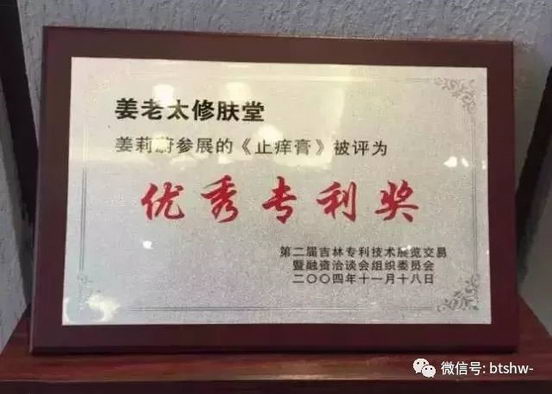 姜老太修肤堂
姜莉蔚参展的《止痒膏》被评为
优秀专利奖
第二届吉林专利技术展览交易
暨融资洽谈会组织委员会
二〇〇四年十一月十八日
微信号: btshw-